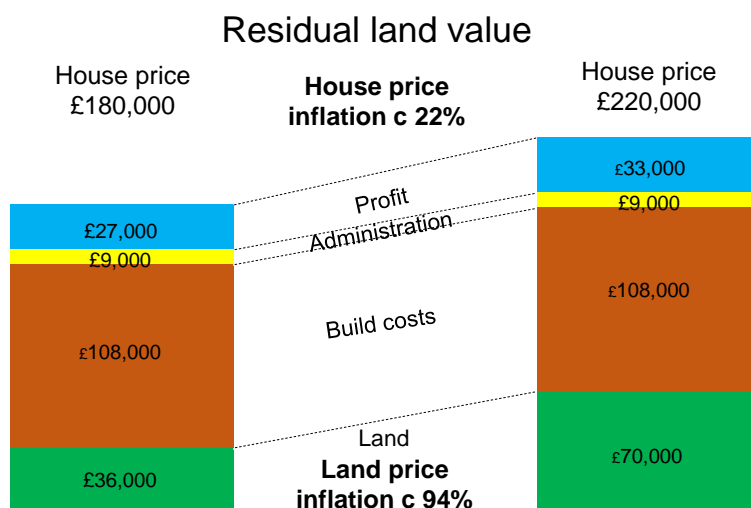 Residual land value
House price
£180,000
House price
inflation c 22%
House price
£220,000
£27,000
£9,000
£108,000
£36,000
Profit
Administration
Build costs
Land
Land price
inflation c 94%
£33,000
£9,000
£108,000
£70,000